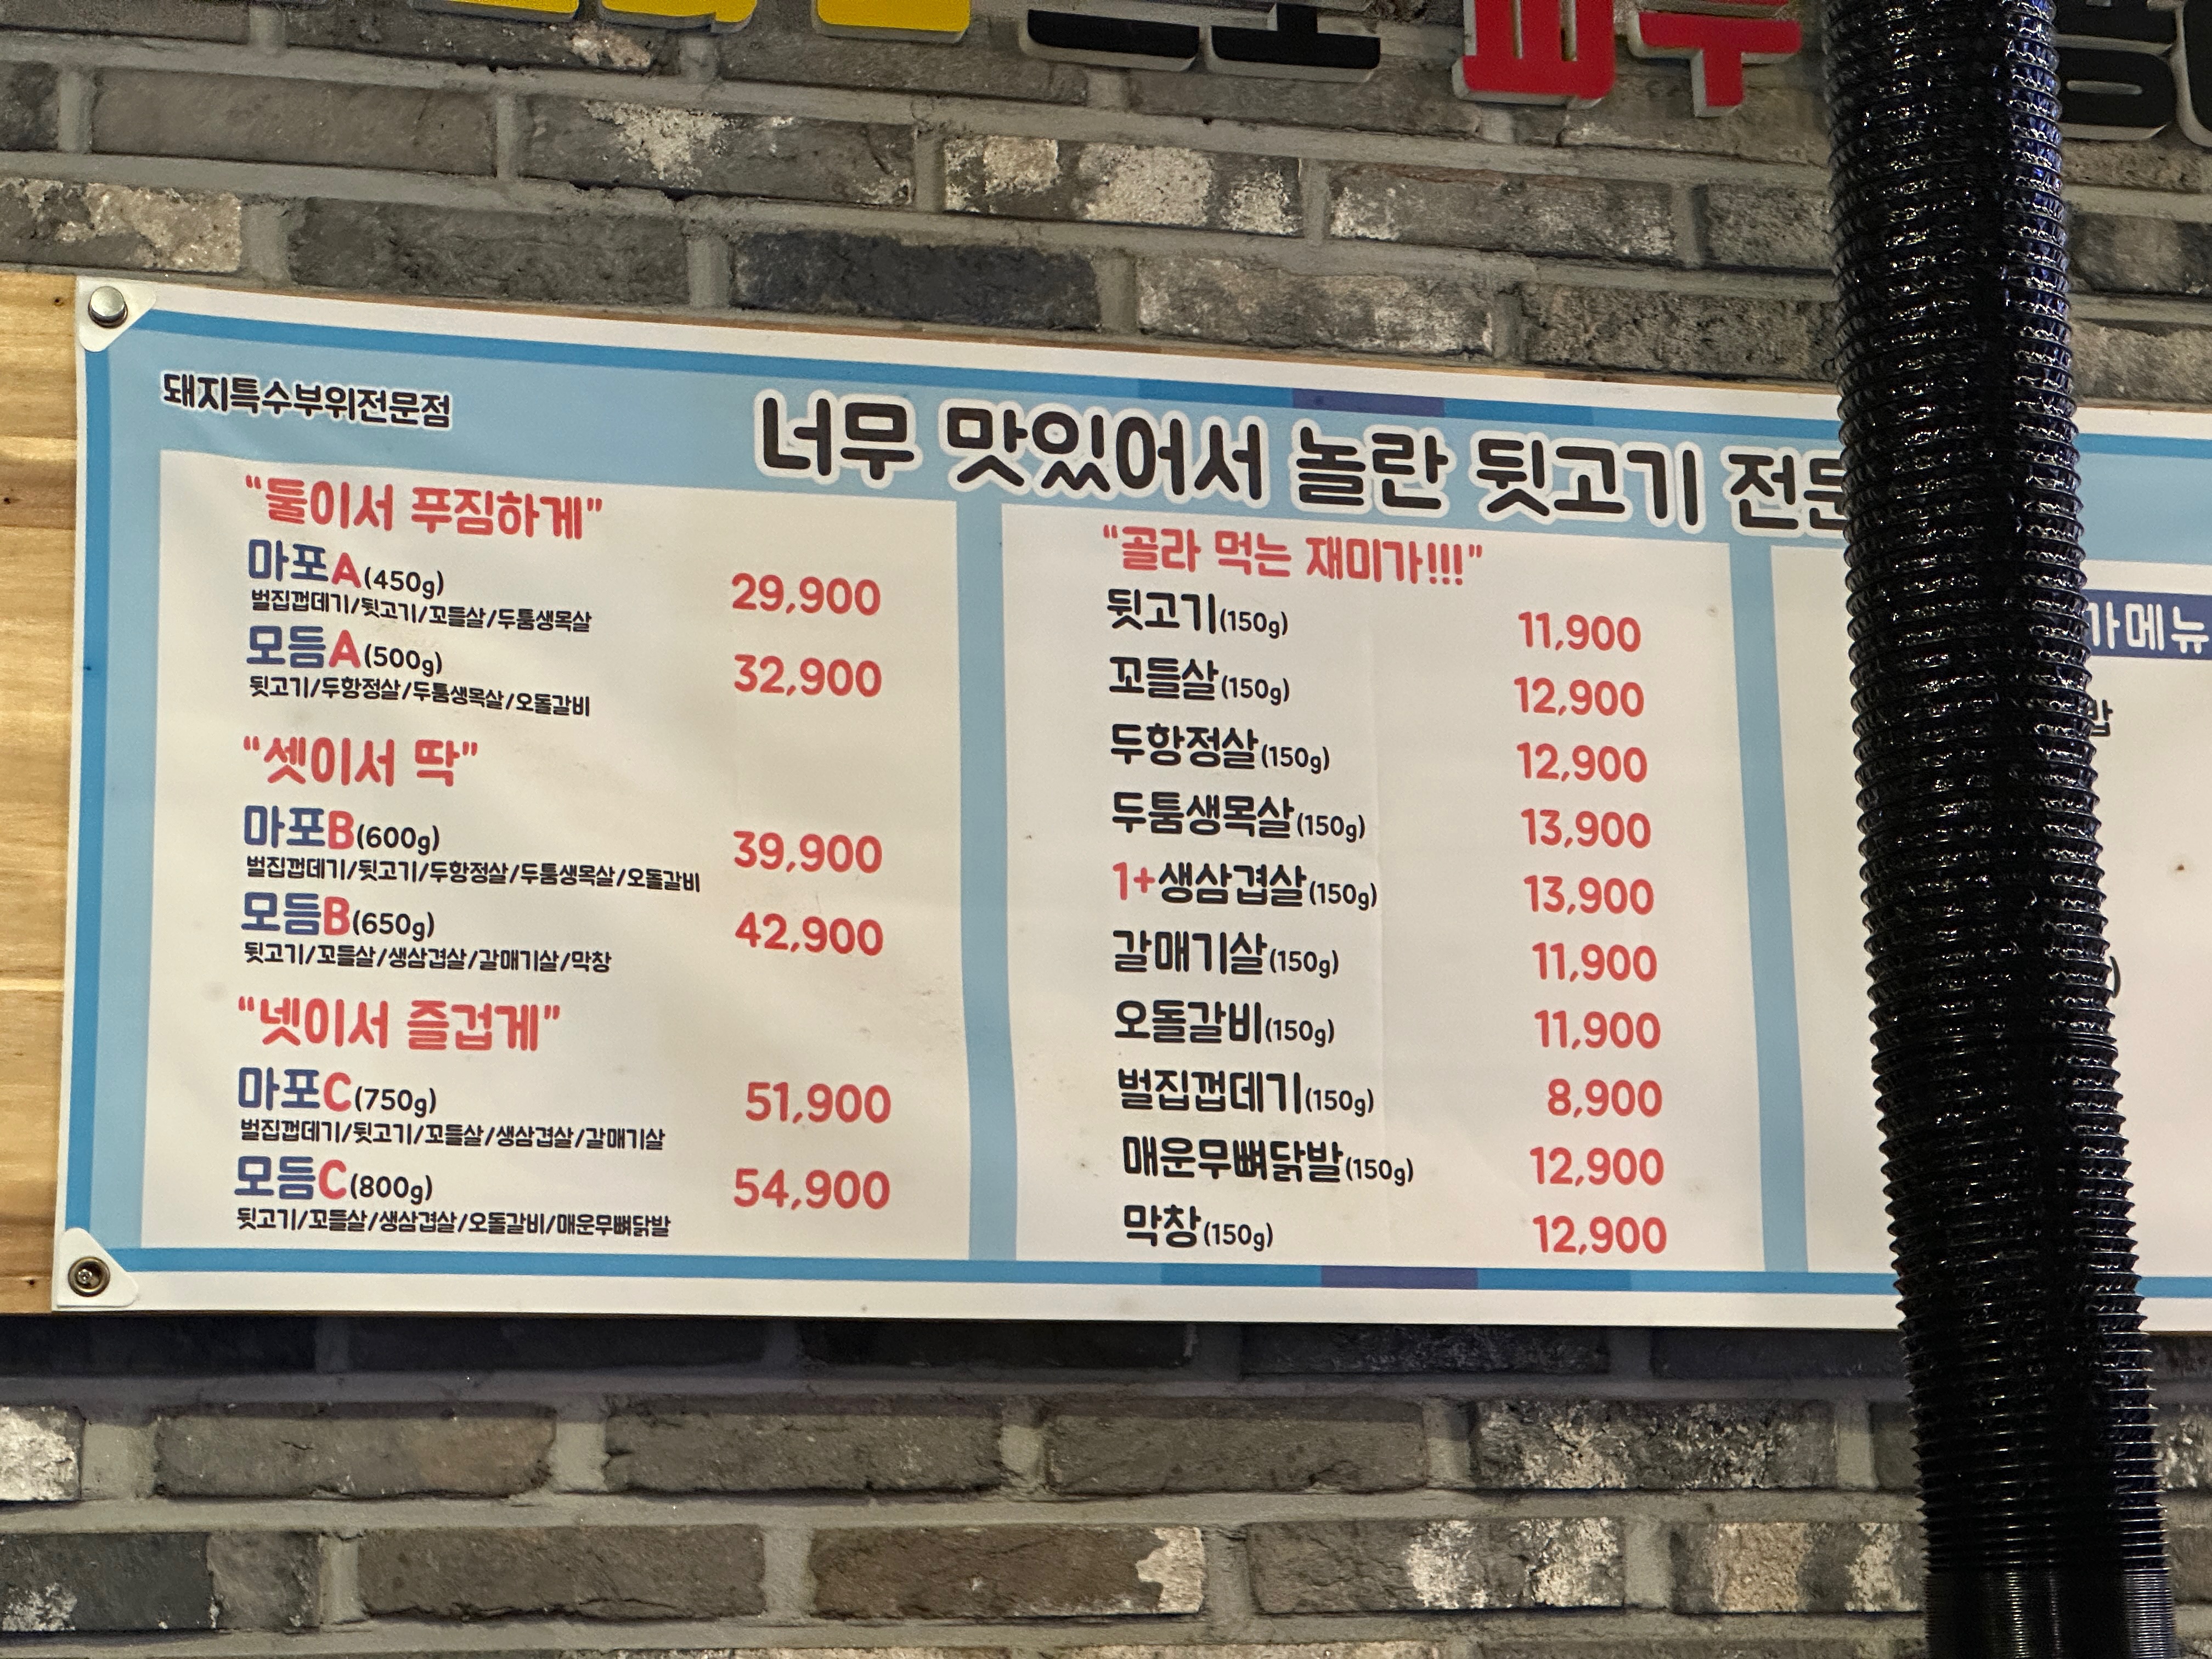 돼지특수부위전문점
너무 맛있어서 놀란 뒷고기
“둘이서 푸짐하게”
마포A(450g) 29,900
벌집껍데기/뒷고기/꼬들살/두툼생목살
모듬A(500g) 32,900
뒷고기/두항정살/두툼생목살/오돌갈비
“셋이서 딱”
마포B(600g) 39,900
벌집껍데기/뒷고기/두항정살/두툼생목살/오돌갈비
모듬B(650g) 42,900
뒷고기/꼬들살/생삼겹살/갈매기살/막창
“넷이서 즐겁게”
마포C(750g) 51,900
벌집껍데기/뒷고기/꼬들살/생삼겹살/갈매기살
모듬C(800g) 54,900
뒷고기/꼬들살/생삼겹살/오돌갈비/매운무뼈닭발
“골라 먹는 재미가!!!”
뒷고기(150g) 11,900
꼬들살(150g) 12,900
두항정살(150g) 12,900
두툼생목살(150g) 13,900
1+생삼겹살(150g) 13,900
갈매기살(150g) 11,900
오돌갈비(150g) 11,900
벌집껍데기(150g) 8,900
매운무뼈닭발(150g) 12,900
막창(150g) 12,900